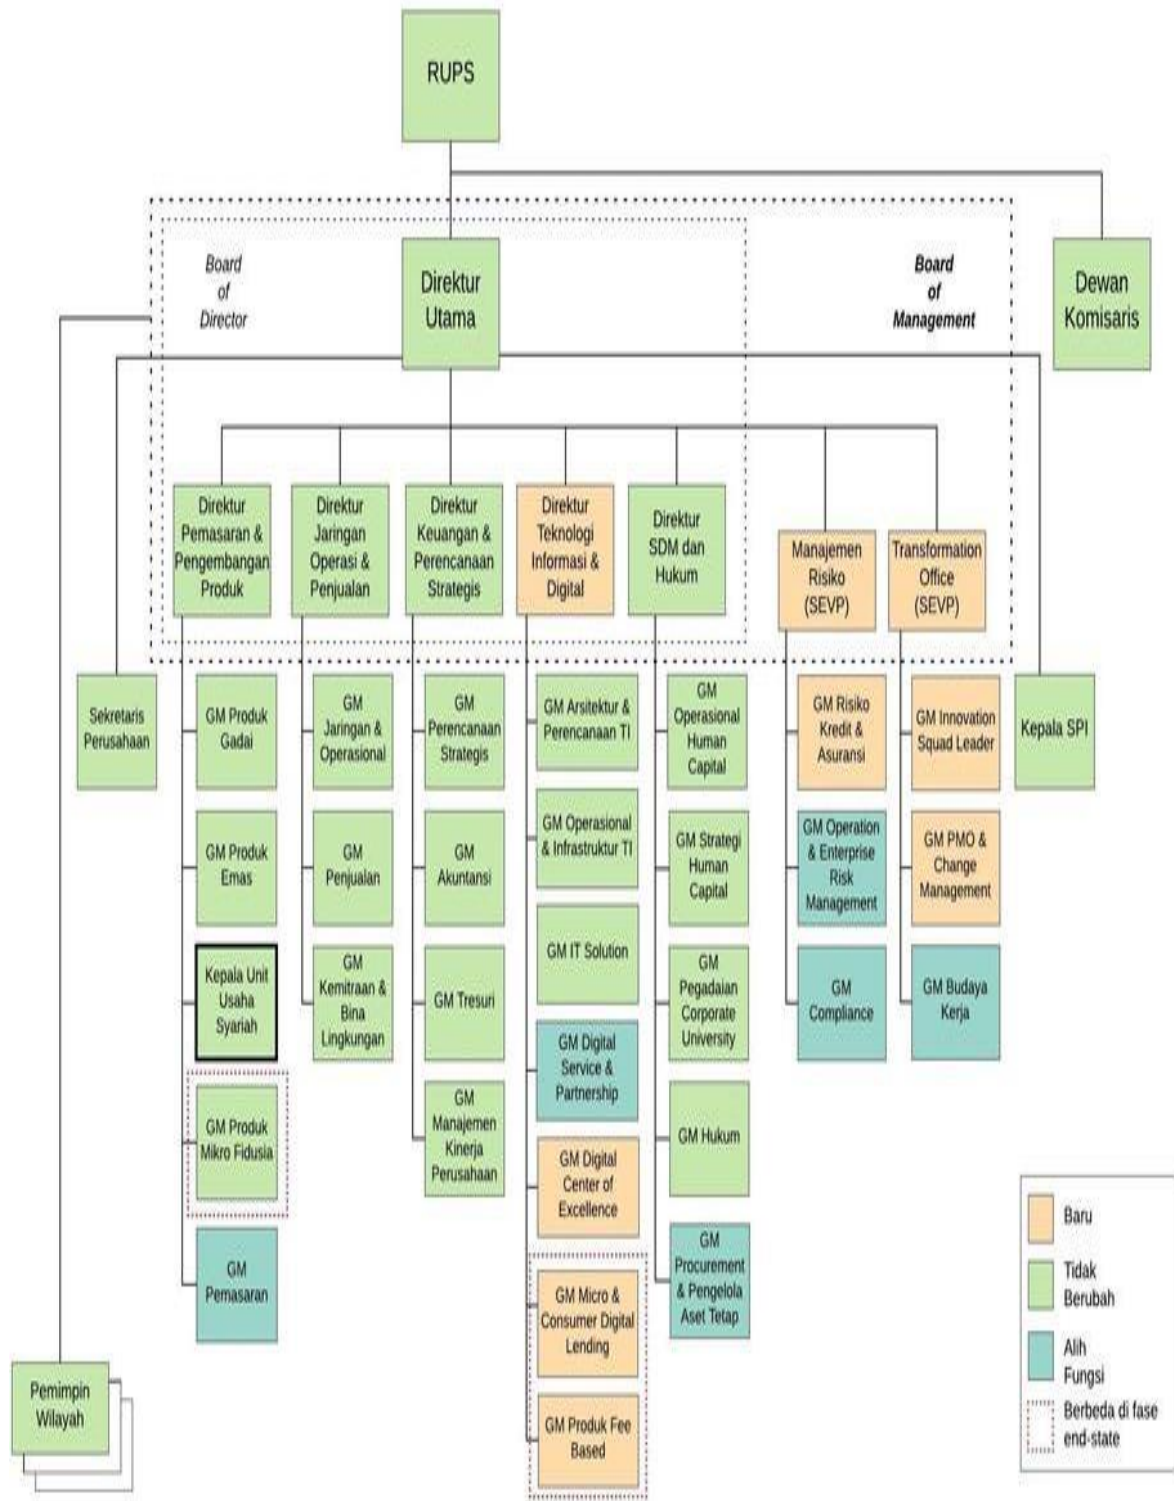 RUPS
Board
of
Director
Direktur
Utama
Board
of
Management
Dewan
Komisaris
Direktur
Pemasaran &
Pengembangan
Produk
Direktur
Jaringan
Operasi &
Penjualan
Direktur
Keuangan &
Perencanaan
Strategis
Direktur
Teknologi
Informasi &
Digital
Direktur
SDM dan
Hukum
Manajemen
Risiko
(SEVP)
Transformation
Office
(SEVP)
Sekretaris
Perusahaan
GM Produk
Gadai
GM
Jaringan &
Operasional
GM
Perencanaan
Strategis
GM Arsitektur &
Perencanaan TI
GM
Operasional
Human
Capital
GM Risiko
Kredit &
Asuransi
GM Innovation
Squad Leader
Kepala SPI
GM Produk
Emas
GM
Penjualan
GM
Akuntansi
GM Operasional
& Infrastruktur TI
GM Strategi
Human
Capital
GM Operation
& Enterprise
Risk
Management
GM PMO &
Change
Management
Kepala Unit
Usaha
Syariah
GM
Kemitraan &
Bina
Lingkungan
GM Tresuri
GM IT Solution
GM
Pegadaian
Corporate
University
GM
Compliance
GM Budaya
Kerja
GM Digital
Service &
Partnership
GM Produk
Mikro Fidusia
GM
Manajemen
Kinerja
Perusahaan
GM Digital
Center of
Excellence
GM Hukum
GM
Pemasaran
GM Micro &
Consumer Digital
Lending
GM
Procurement
& Pengelola
Aset Tetap
GM Produk Fee
Based
Pemimpin
Wilayah
Baru
Tidak
Berubah
Alih
Fungsi
Berbeda di fase
end-state